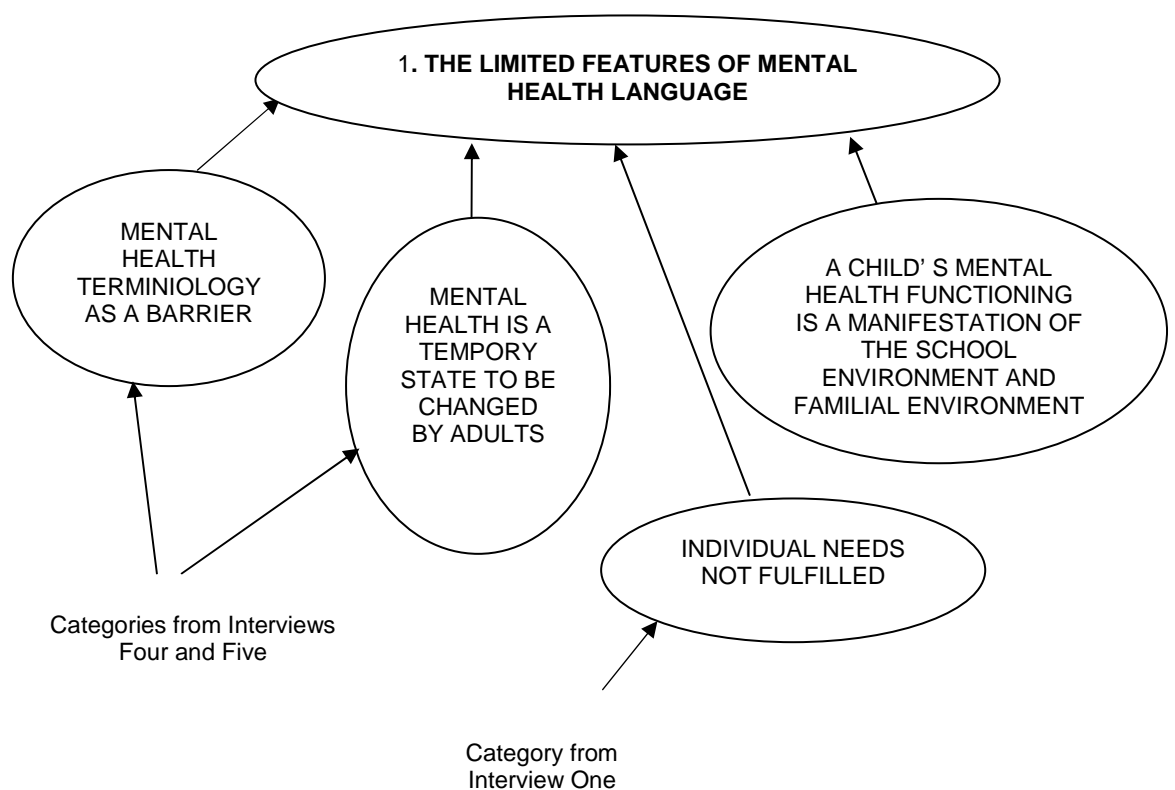 1. THE LIMITED FEATURES OF MENTAL
HEALTH LANGUAGE
MENTAL
HEALTH
TERMINIOLOGY
AS A BARRIER
MENTAL
HEALTH IS A
TEMPORY
STATE TO BE
CHANGED
BY ADULTS
A CHILD' S MENTAL
HEALTH FUNCTIONING
IS A MANIFESTATION OF
THE SCHOOL
ENVIRONMENT AND
FAMILIAL ENVIRONMENT
INDIVIDUAL NEEDS
NOT FULFILLED
Categories from Interviews
Four and Five
Category from
Interview One